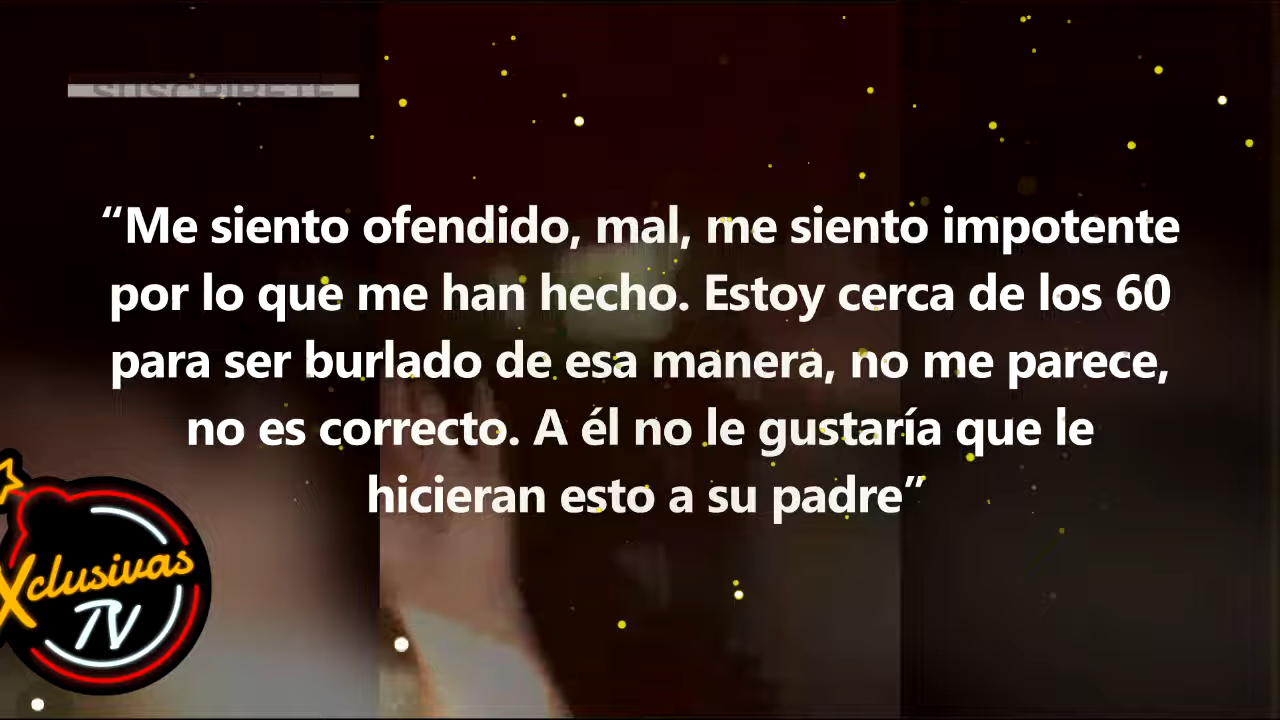 SUSCRIBETE
“Me siento ofendido, mal, me siento impotente
por lo que me han hecho. Estoy cerca de los 60
para ser burlado de esa manera, no me parece,
no es correcto. A él no le gustaría que le
hicieran esto a su padre”
Xclusivas
TV